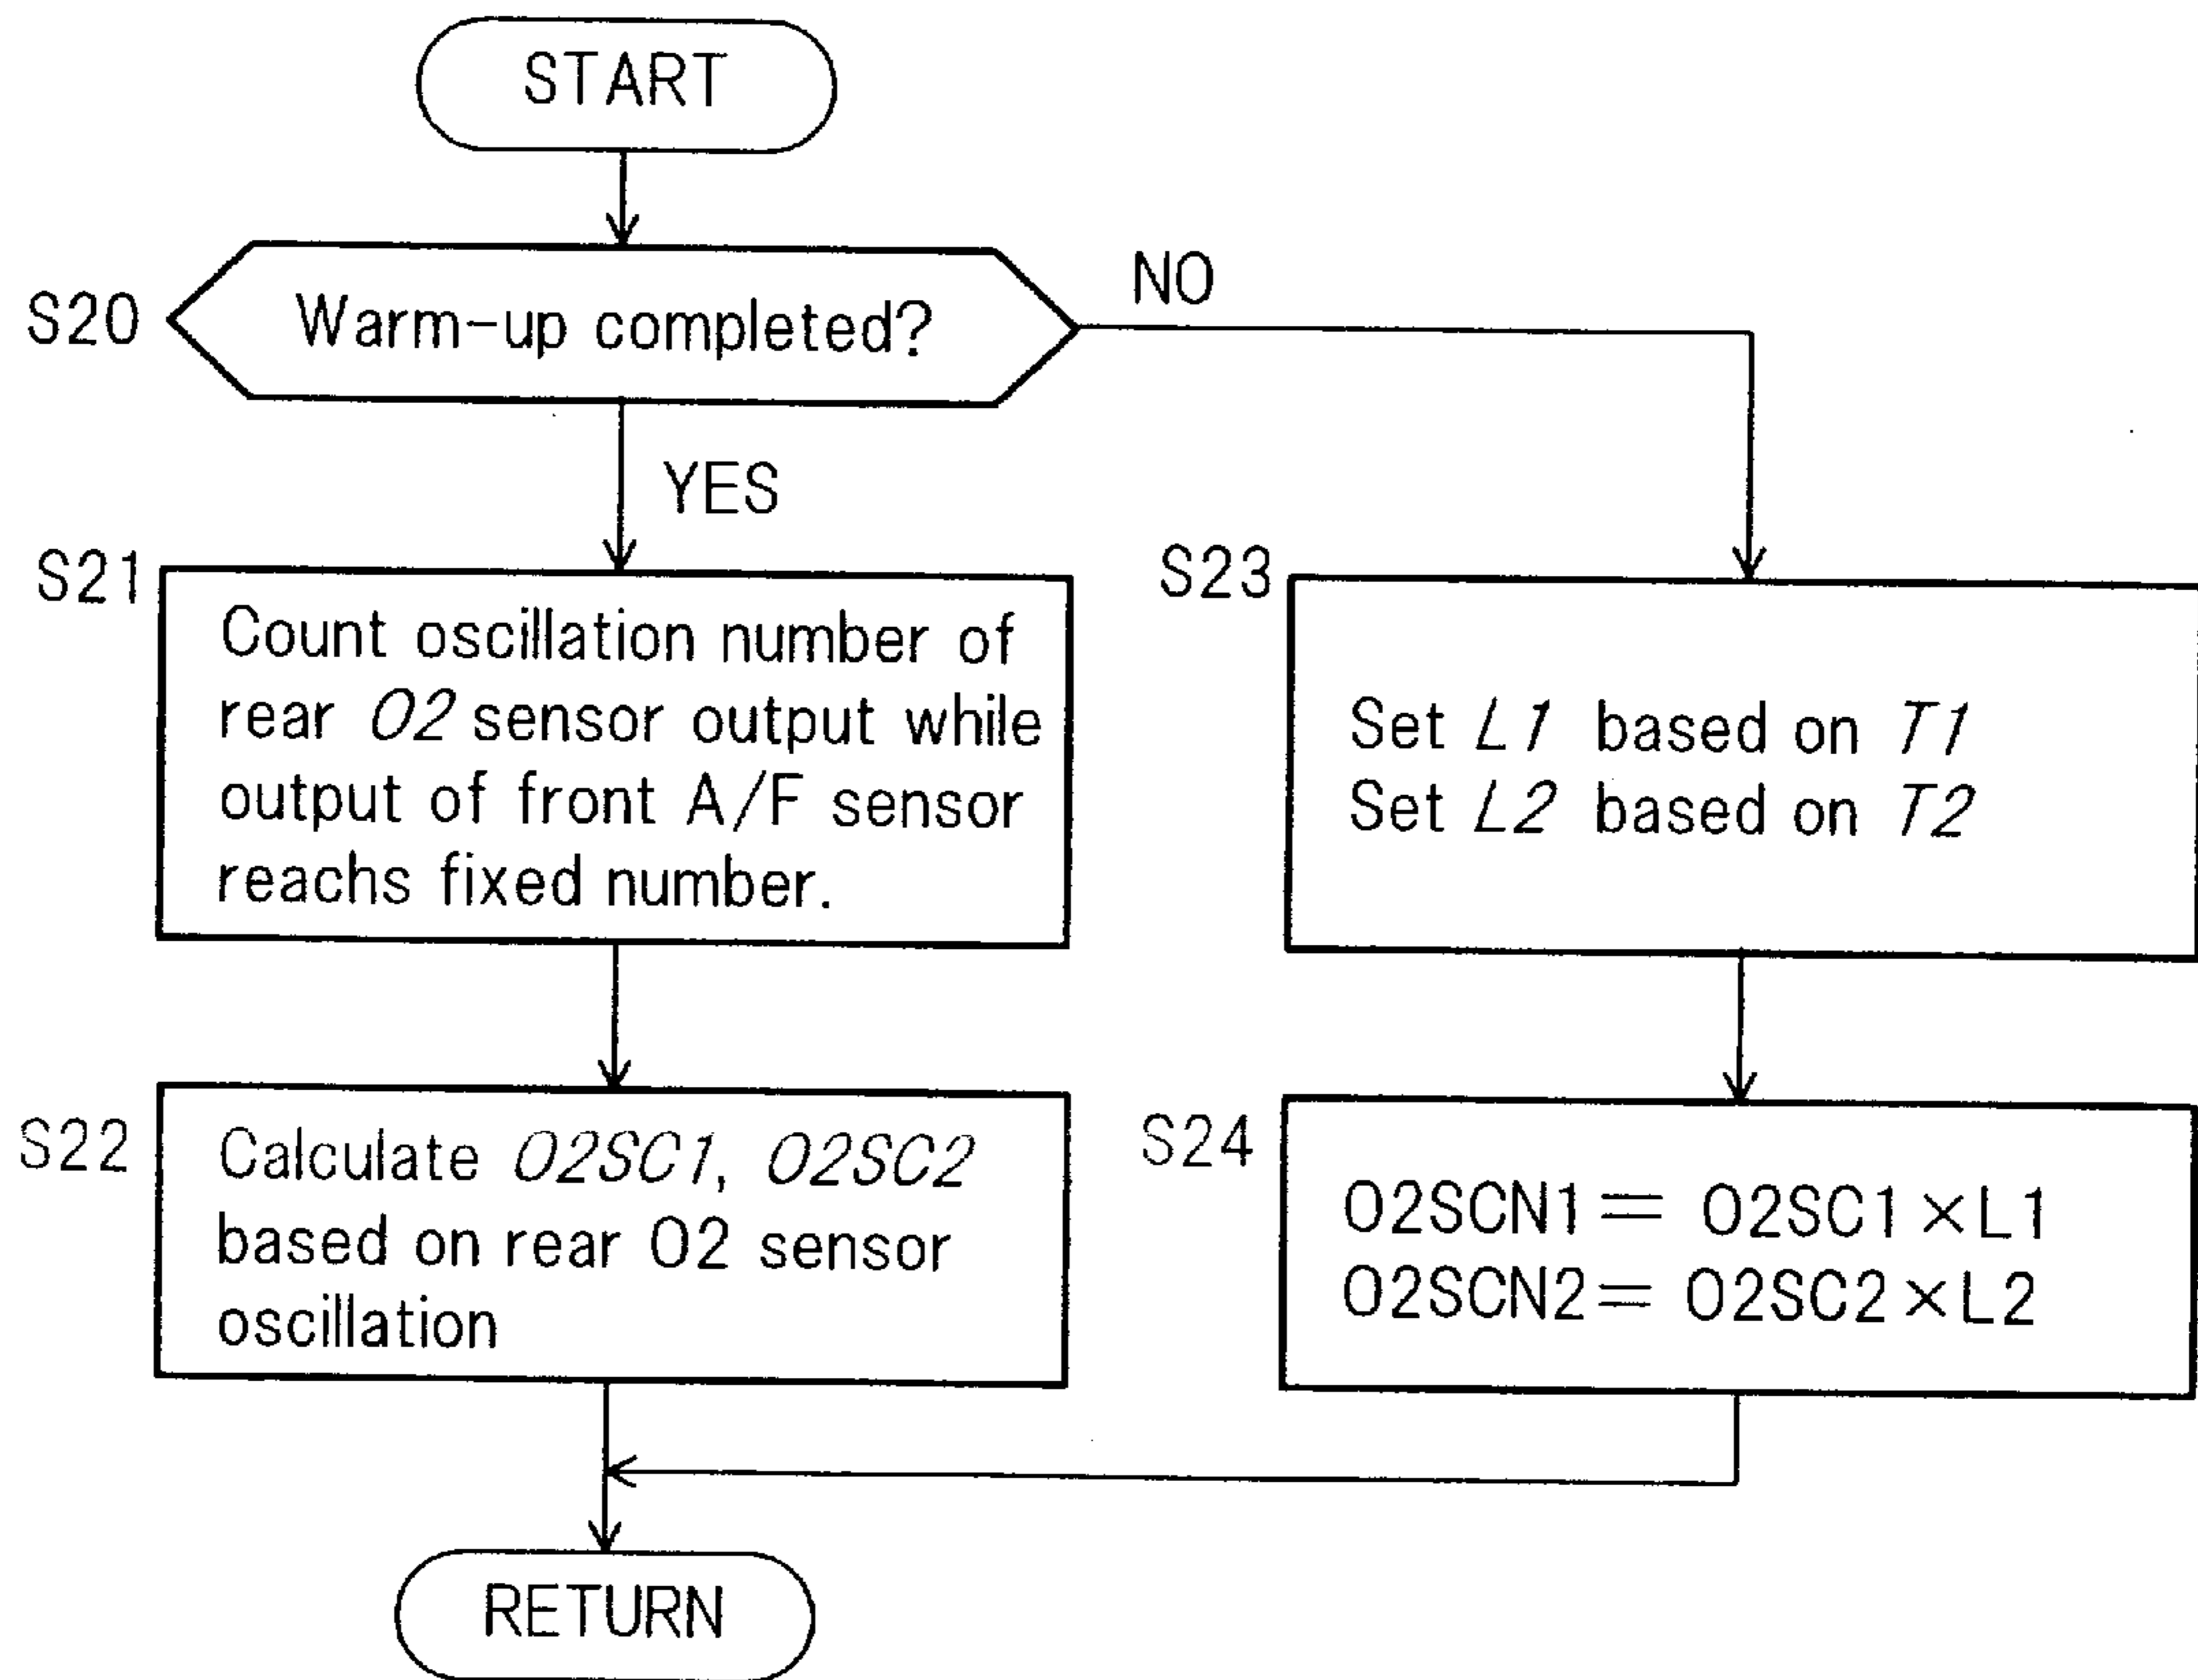 START
S20
Warm-up completed?
NO
YES
S21
Count oscillation number of
rear O2 sensor output while
output of front A/F sensor
reachs fixed number.
S22
Calculate O2SC1, O2SC2
based on rear O2 sensor
oscillation
S23
Set L1 based on T1
Set L2 based on T2
S24
O2SCN1 = O2SC1×L1
O2SCN2 = O2SC2×L2
RETURN